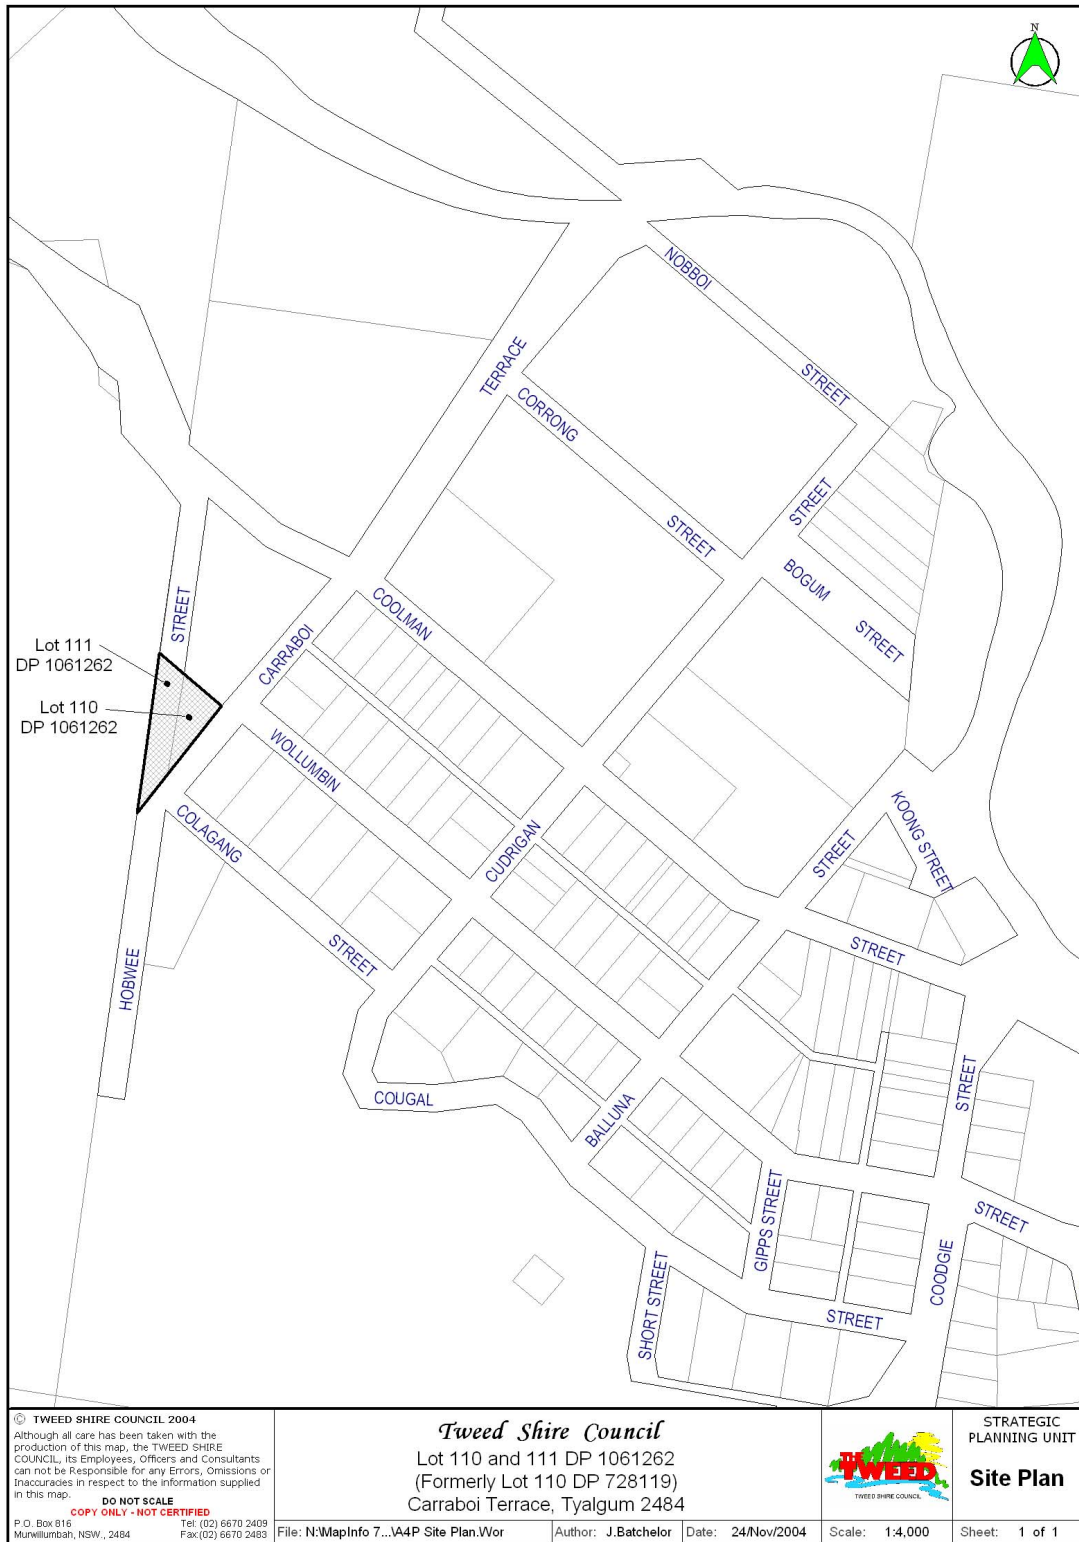 N
NOBBOI
STREET
TERRACE
CORRONG
STREET
STREET
BOGUM
STREET
STREET
COOLMAN
CARRABOI
Lot 111
DP 1061262
Lot 110
DP 1061262
WOLLUMBIN
COLAGANG
STREET
CUDRIGAN
STREET
KOONG STREET
STREET
HOBWEE
STREET
COUGAL
BALLUNA
GIPPS STREET
STREET
COODGIE
SHORT STREET
STREET
© TWEED SHIRE COUNCIL 2004
Although all care has been taken with the
production of this map, the TWEED SHIRE
COUNCIL, its Employees, Officers and Consultants
can not be Responsible for any Errors, Omissions or
Inaccuracies in respect to the information supplied
in this map.
DO NOT SCALE
COPY ONLY - NOT CERTIFIED
P.O. Box 816
Murwillumbah, NSW., 2484
Tel: (02) 6670 2409
Fax:(02) 6670 2483
Tweed Shire Council
Lot 110 and 111 DP 1061262
(Formerly Lot 110 DP 728119)
Carraboi Terrace, Tyalgum 2484
File: N:\MapInfo 7...\A4P Site Plan.Wor
Author: J.Batchelor
Date: 24/Nov/2004
THE TWEED
TWEED SHIRE COUNCIL
Scale: 1:4,000
STRATEGIC
PLANNING UNIT
Site Plan
Sheet: 1 of 1